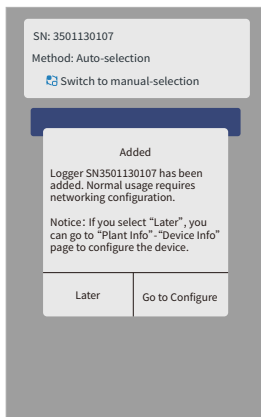 SN: 3501130107
Method: Auto-selection
Switch to manual-selection
Added
Logger SN3501130107 has been
added. Normal usage requires
networking configuration.
Notice: If you select “Later”, you
can go to “Plant Info”-“Device Info”
page to configure the device.
Later
Go to Configure